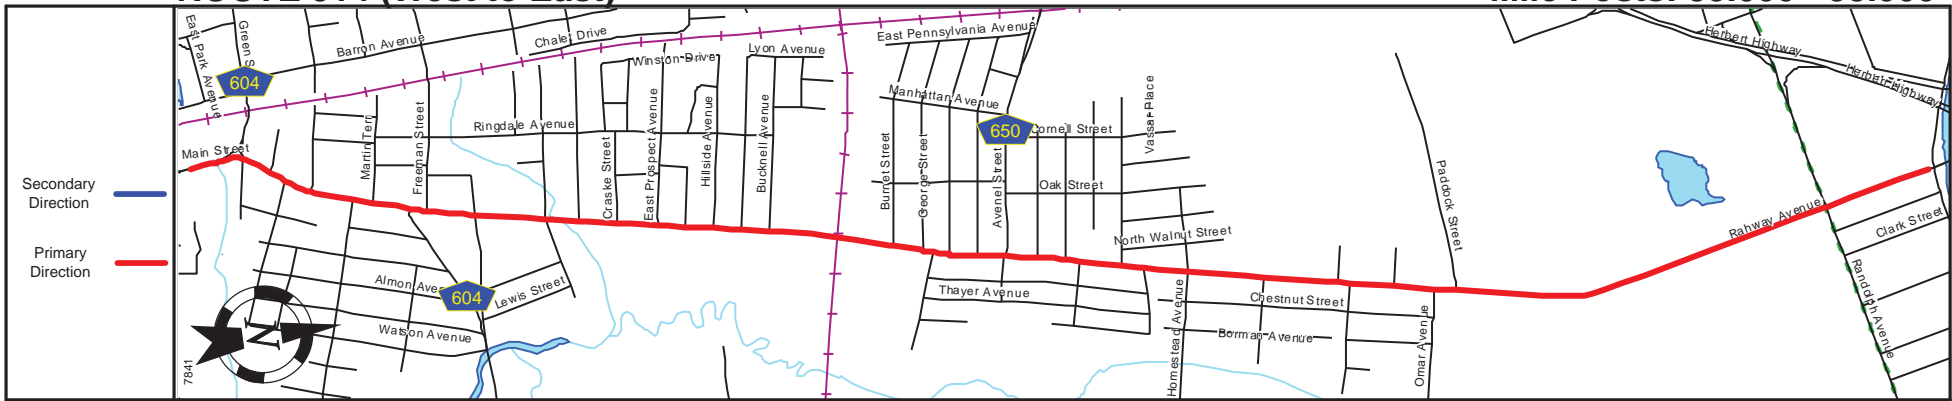 Secondary
Direction
Primary
Direction
East Park Avenue
604
Barron Avenue
Chalet Drive
Winston Drive
Lyon Avenue
East Pennsylvania Avenue
Herbert Highway
Herbert Highway
Main Street
Martin Terr
Freeman Street
Ringdale Avenue
Craske Street
East Prospect Avenue
Hillside Avenue
Bucknell Avenue
Manhattan Avenue
650
Cornell Street
Vassar Place
Burnet Street
George Street
Avenel Street
Oak Street
North Walnut Street
Paddock Street
Rahway Avenue
Clark Street
Randolph Avenue
604
Lewis Street
Watson Avenue
Thayer Avenue
Homestead Avenue
Chestnut Street
Borman Avenue
Omar Avenue
N
7841